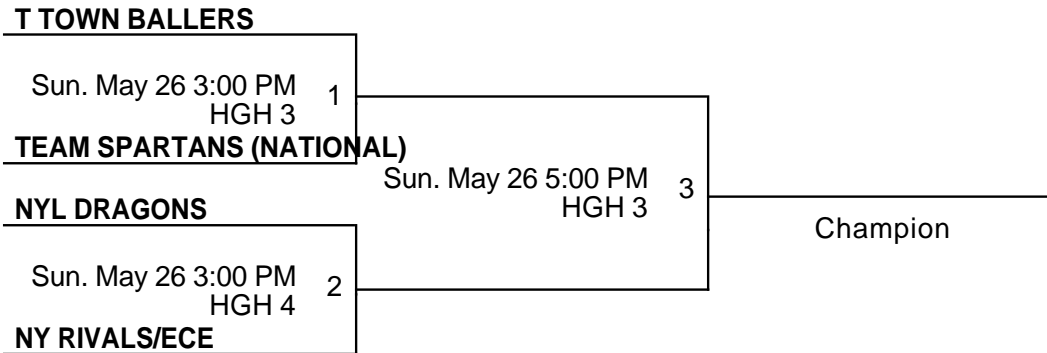 T TOWN BALLERS
Sun. May 26 3:00 PM
HGH 3
1
TEAM SPARTANS (NATIONAL)
Sun. May 26 5:00 PM
HGH 3
3
NYL DRAGONS
Champion
Sun. May 26 3:00 PM
HGH 4
2
NY RIVALS/ECE